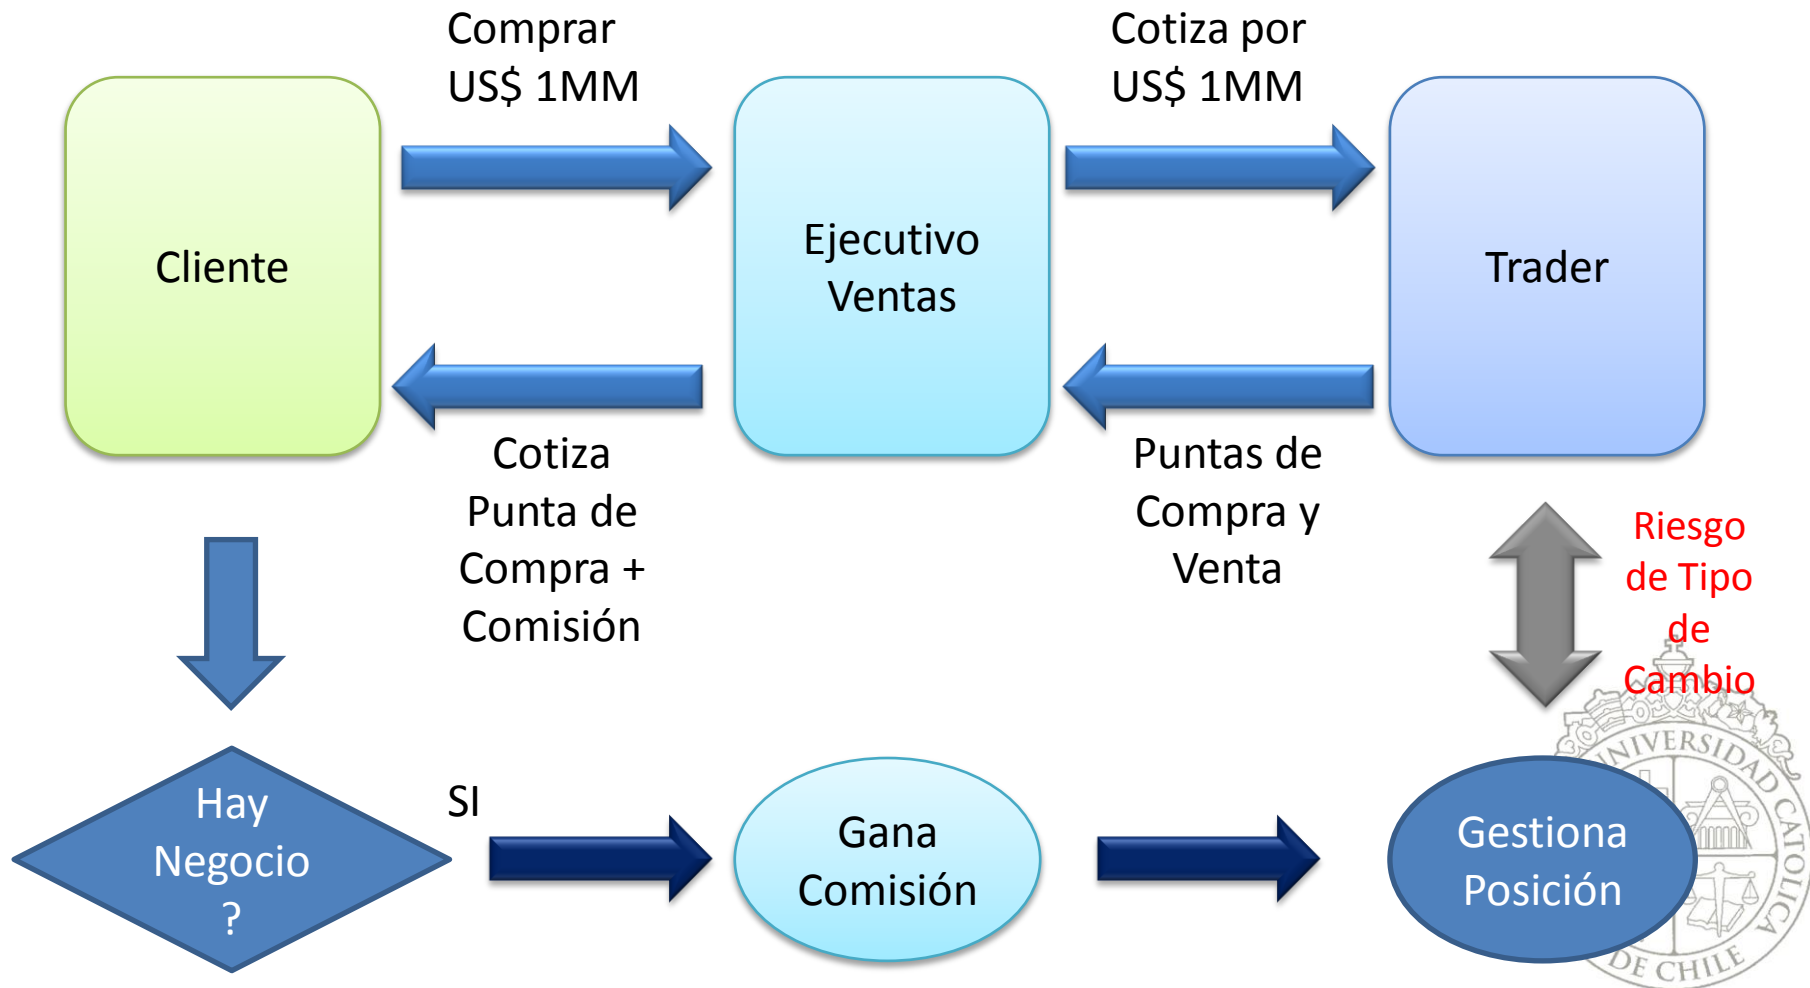 Comprar
US$ 1MM
Cotiza por
US$ 1MM
Cliente
Ejecutivo
Ventas
Trader
Cotiza
Punta de
Compra +
Comisión
Puntas de
Compra y
Venta
Riesgo
de Tipo
de
Cambio
Hay
Negocio
?
SI
Gana
Comisión
Gestiona
Posición
UNIVERSIDAD CATOLICA
DE CHILE